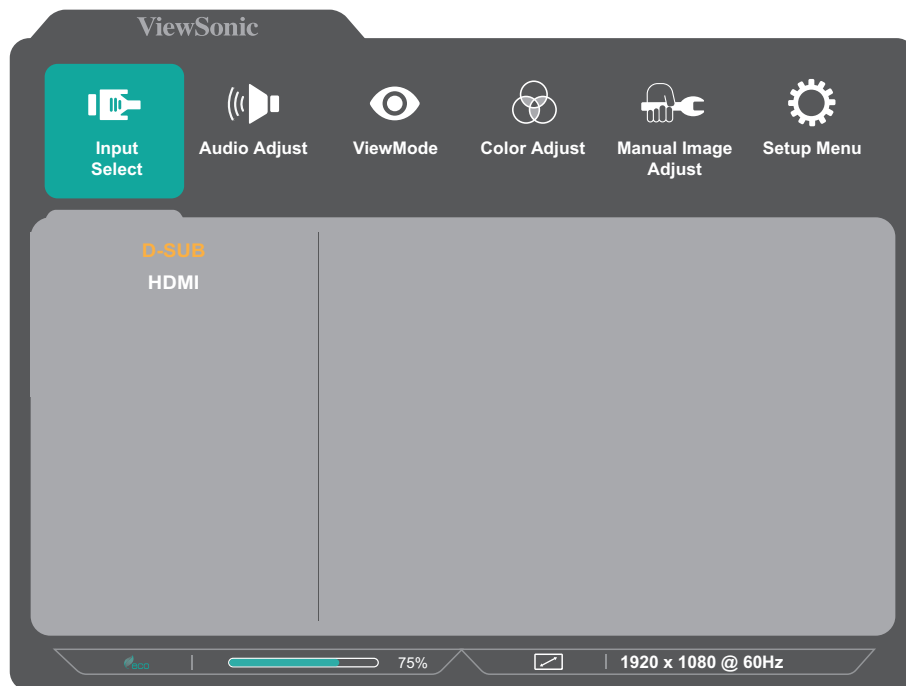 ViewSonic
Input
Select
Audio Adjust
ViewMode
Color Adjust
Manual Image
Adjust
Setup Menu
D-SUB
HDMI
eco
75%
1920 x 1080 @ 60Hz